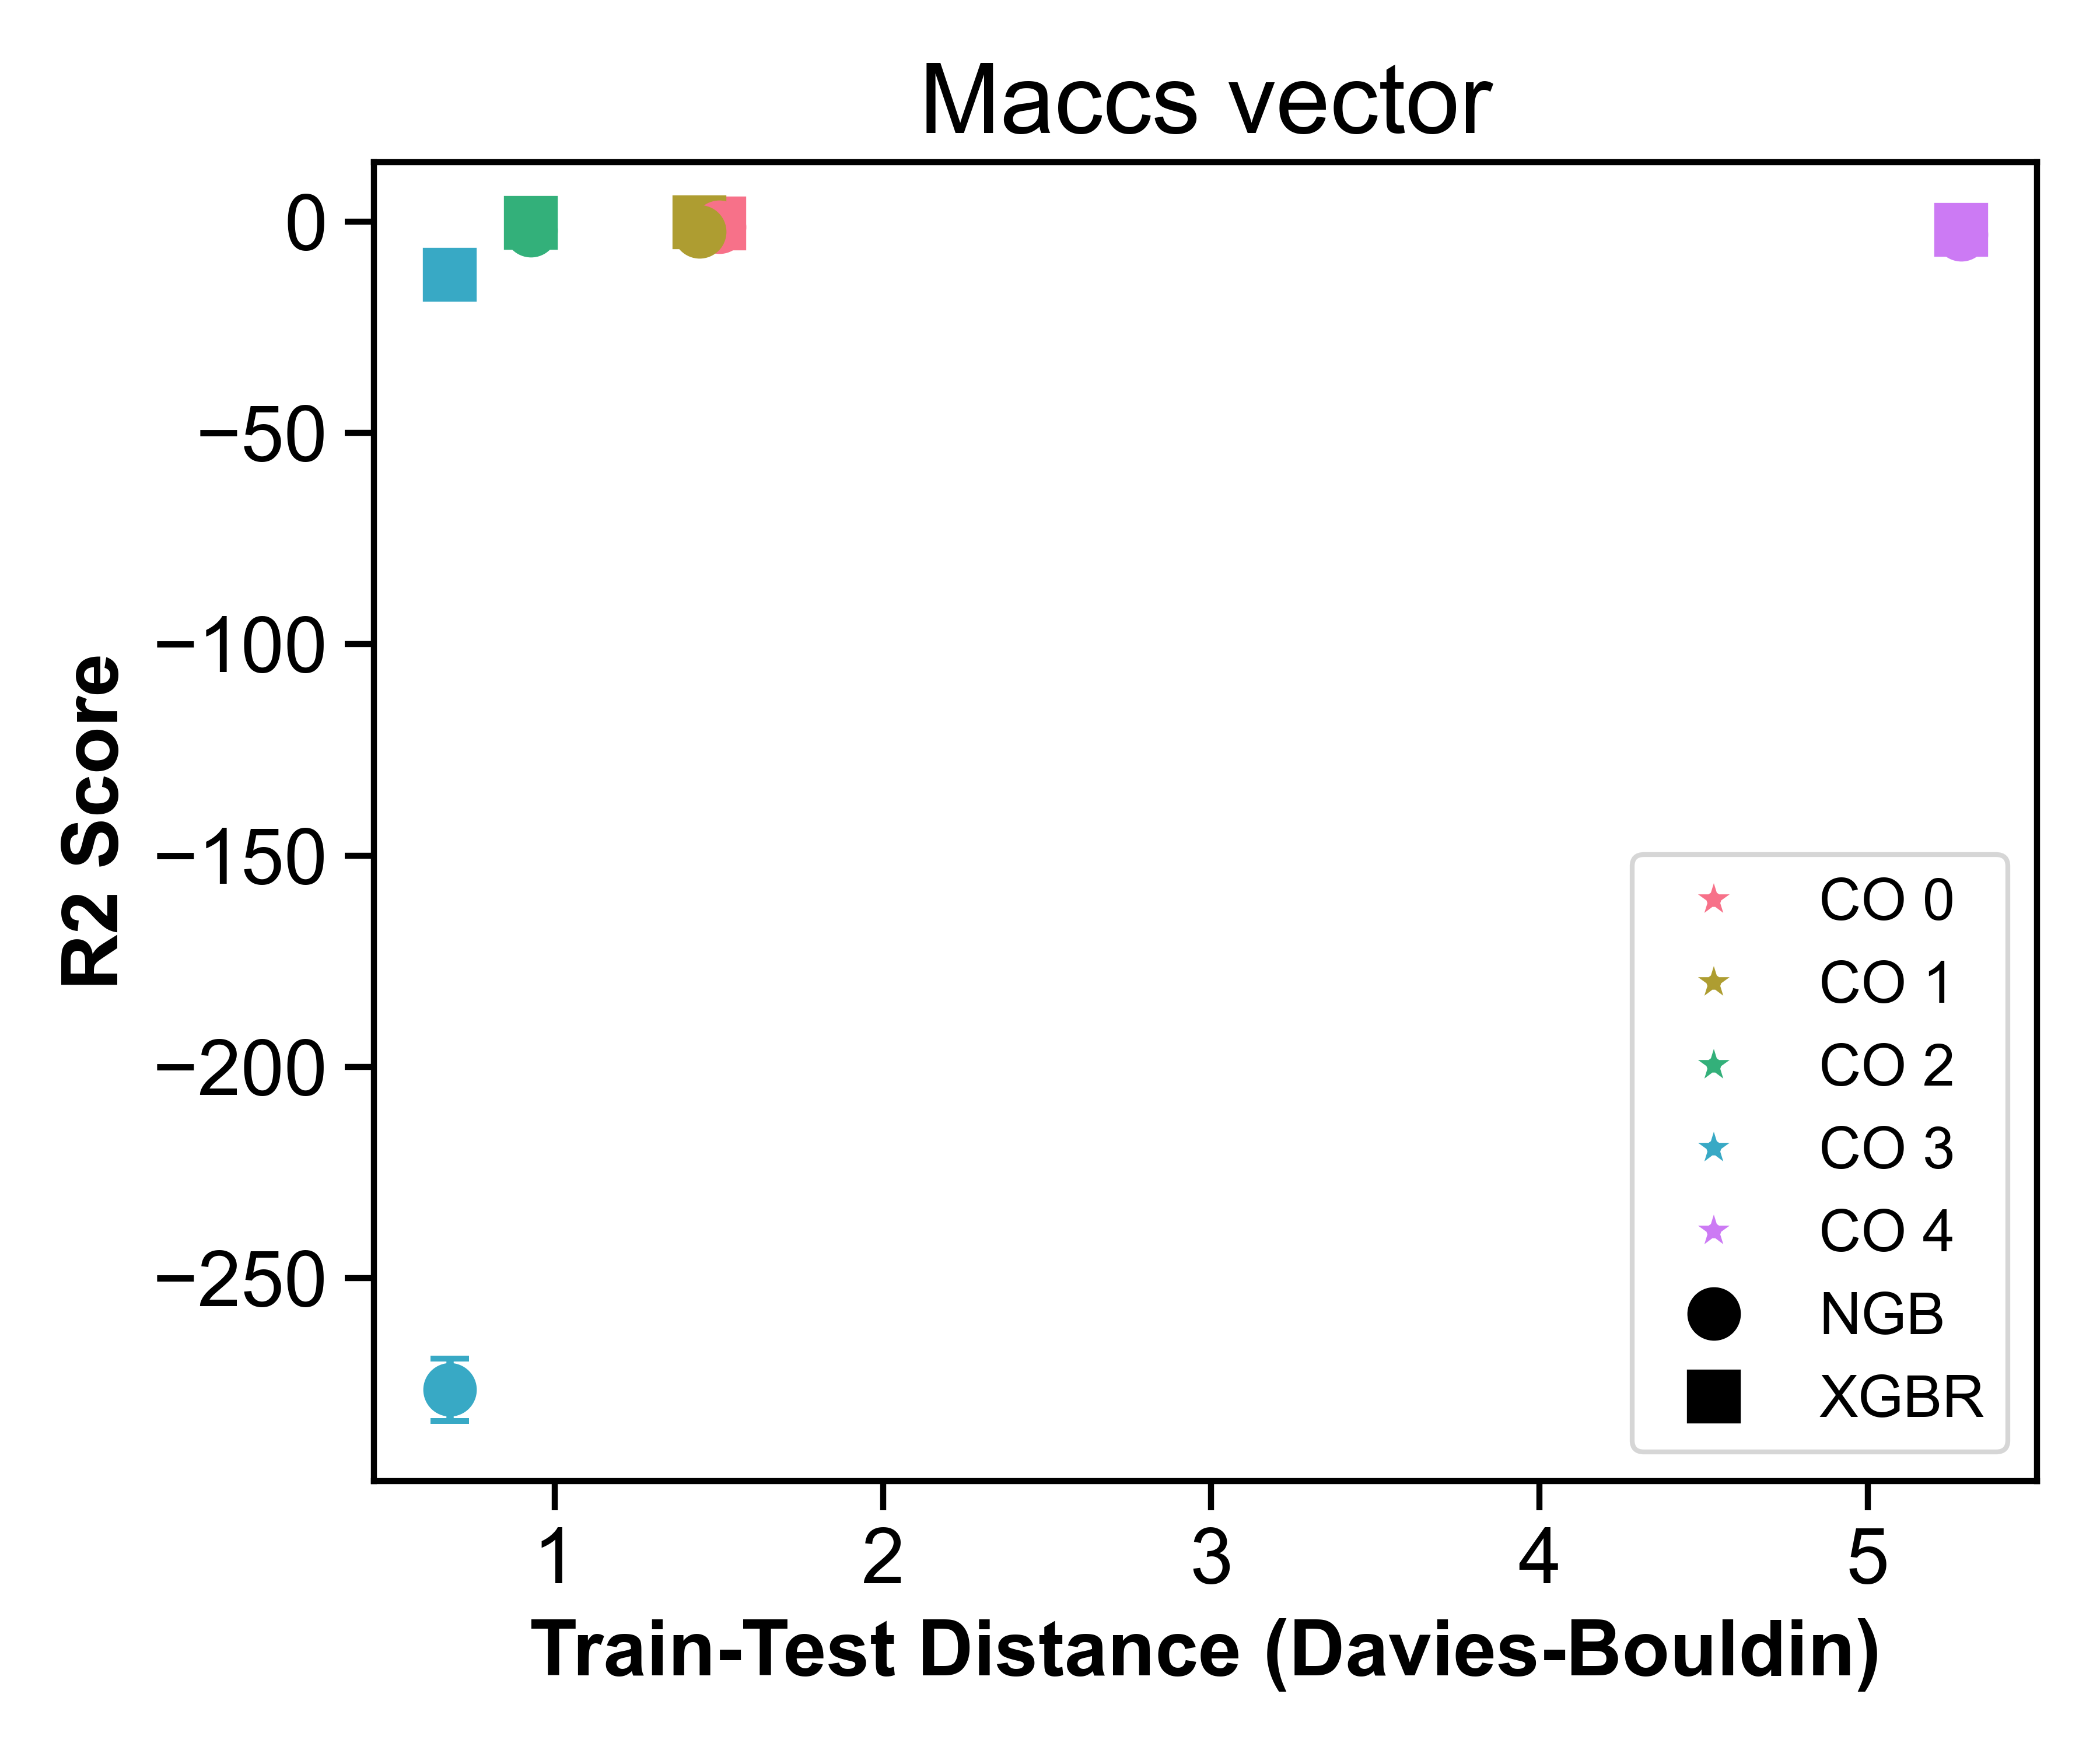 Maccs vector
R2 Score
0
−50
−100
−150
−200
−250
CO 0
CO 1
CO 2
CO 3
CO 4
NGB
XGBR
1 2 3 4 5
Train-Test Distance (Davies-Bouldin)